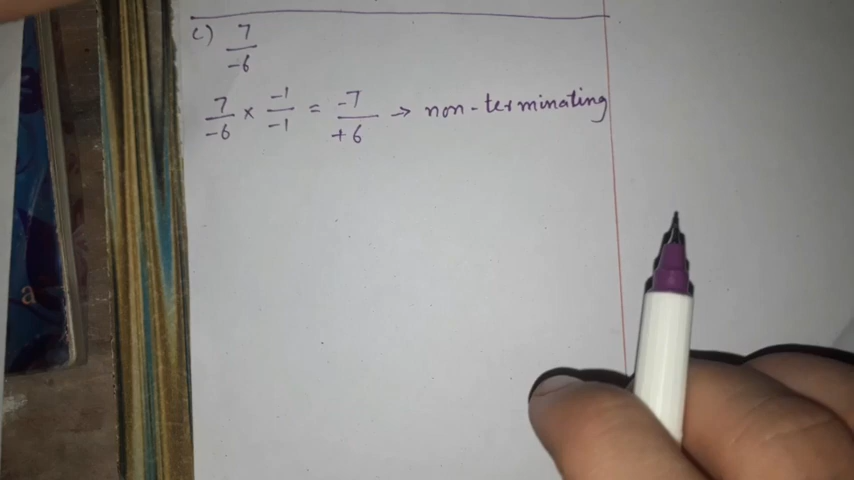 c) 7/-6
7/-6 × -1/-1 = -7/+6 → non-terminating
a